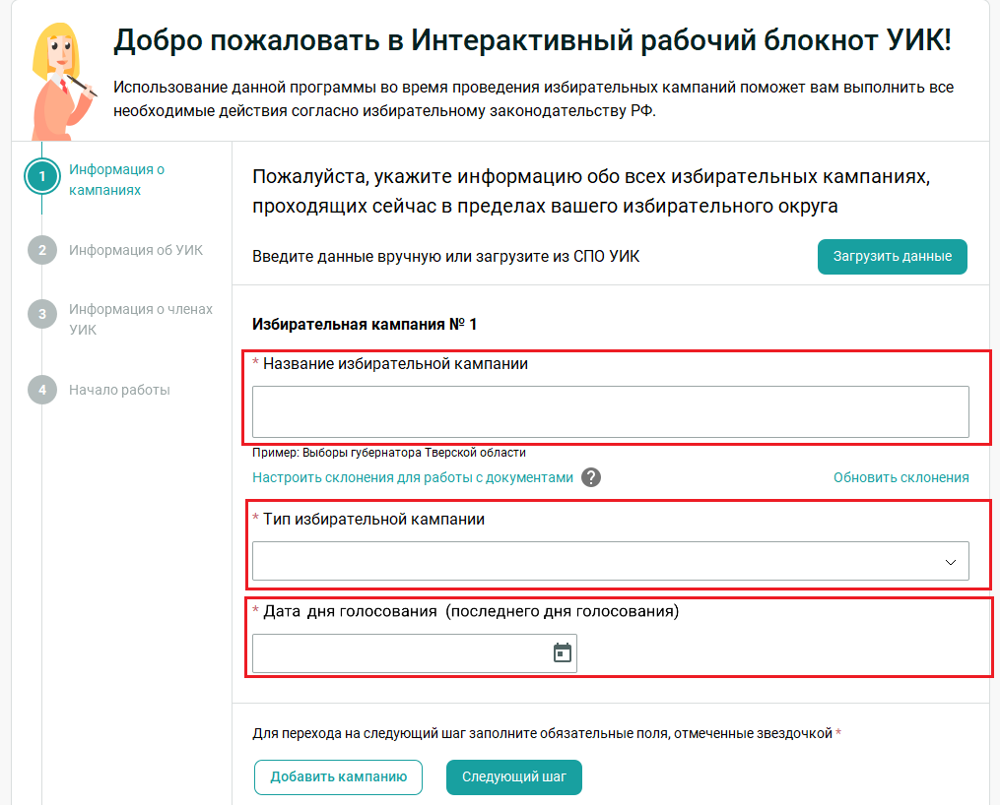 Добро пожаловать в Интерактивный рабочий блокнот УИК!
Использование данной программы во время проведения избирательных кампаний поможет вам выполнить все
необходимые действия согласно избирательному законодательству РФ.
1
Информация о
кампаниях
2
Информация об УИК
3
Информация о членах
УИК
4
Начало работы
Пожалуйста, укажите информацию обо всех избирательных кампаниях,
проходящих сейчас в пределах вашего избирательного округа
Введите данные вручную или загрузите из СПО УИК
Загрузить данные
Избирательная кампания № 1
* Название избирательной кампании
Пример: Выборы губернатора Тверской области
Настроить склонения для работы с документами ?
Обновить склонения
* Тип избирательной кампании
* Дата дня голосования (последнего дня голосования)
Для перехода на следующий шаг заполните обязательные поля, отмеченные звездочкой *
Добавить кампанию
Следующий шаг